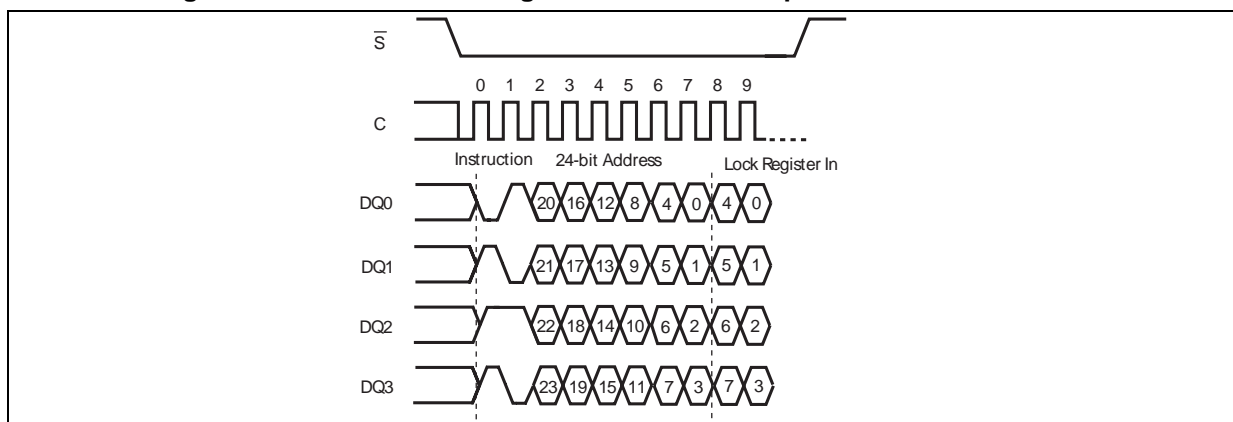 S
0 1 2 3 4 5 6 7 8 9
C
Instruction 24-bit Address Lock Register In
DQ0 20 16 12 8 4 0 4 0
DQ1 21 17 13 9 5 1 5 1
DQ2 22 18 14 10 6 2 6 2
DQ3 23 19 15 11 7 3 7 3